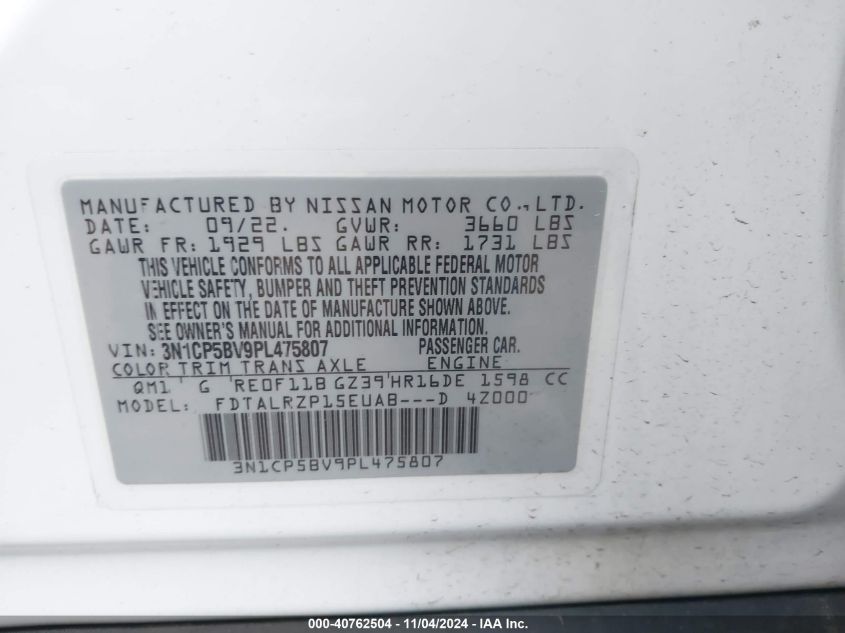 MANUFACTURED BY NISSAN MOTOR CO., LTD.
DATE: 09/22. GVWR: 3660 LBS
GAWR FR: 1929 LBS GAWR RR: 1731 LBS
THIS VEHICLE CONFORMS TO ALL APPLICABLE FEDERAL MOTOR
VEHICLE SAFETY, BUMPER AND THEFT PREVENTION STANDARDS
IN EFFECT ON THE DATE OF MANUFACTURE SHOWN ABOVE.
SEE OWNER'S MANUAL FOR ADDITIONAL INFORMATION.
VIN: 3N1CP5BV9PL475807 PASSENGER CAR.
COLOR TRIM TRANS AXLE ENGINE
QM1 G RE0F11B GZ39 HR16DE 1598 CC
MODEL: FDTALRZP15EUAB---D 4Z000
3N1CP5BV9PL475807
000-40762504 - 11/04/2024 - IAA Inc.